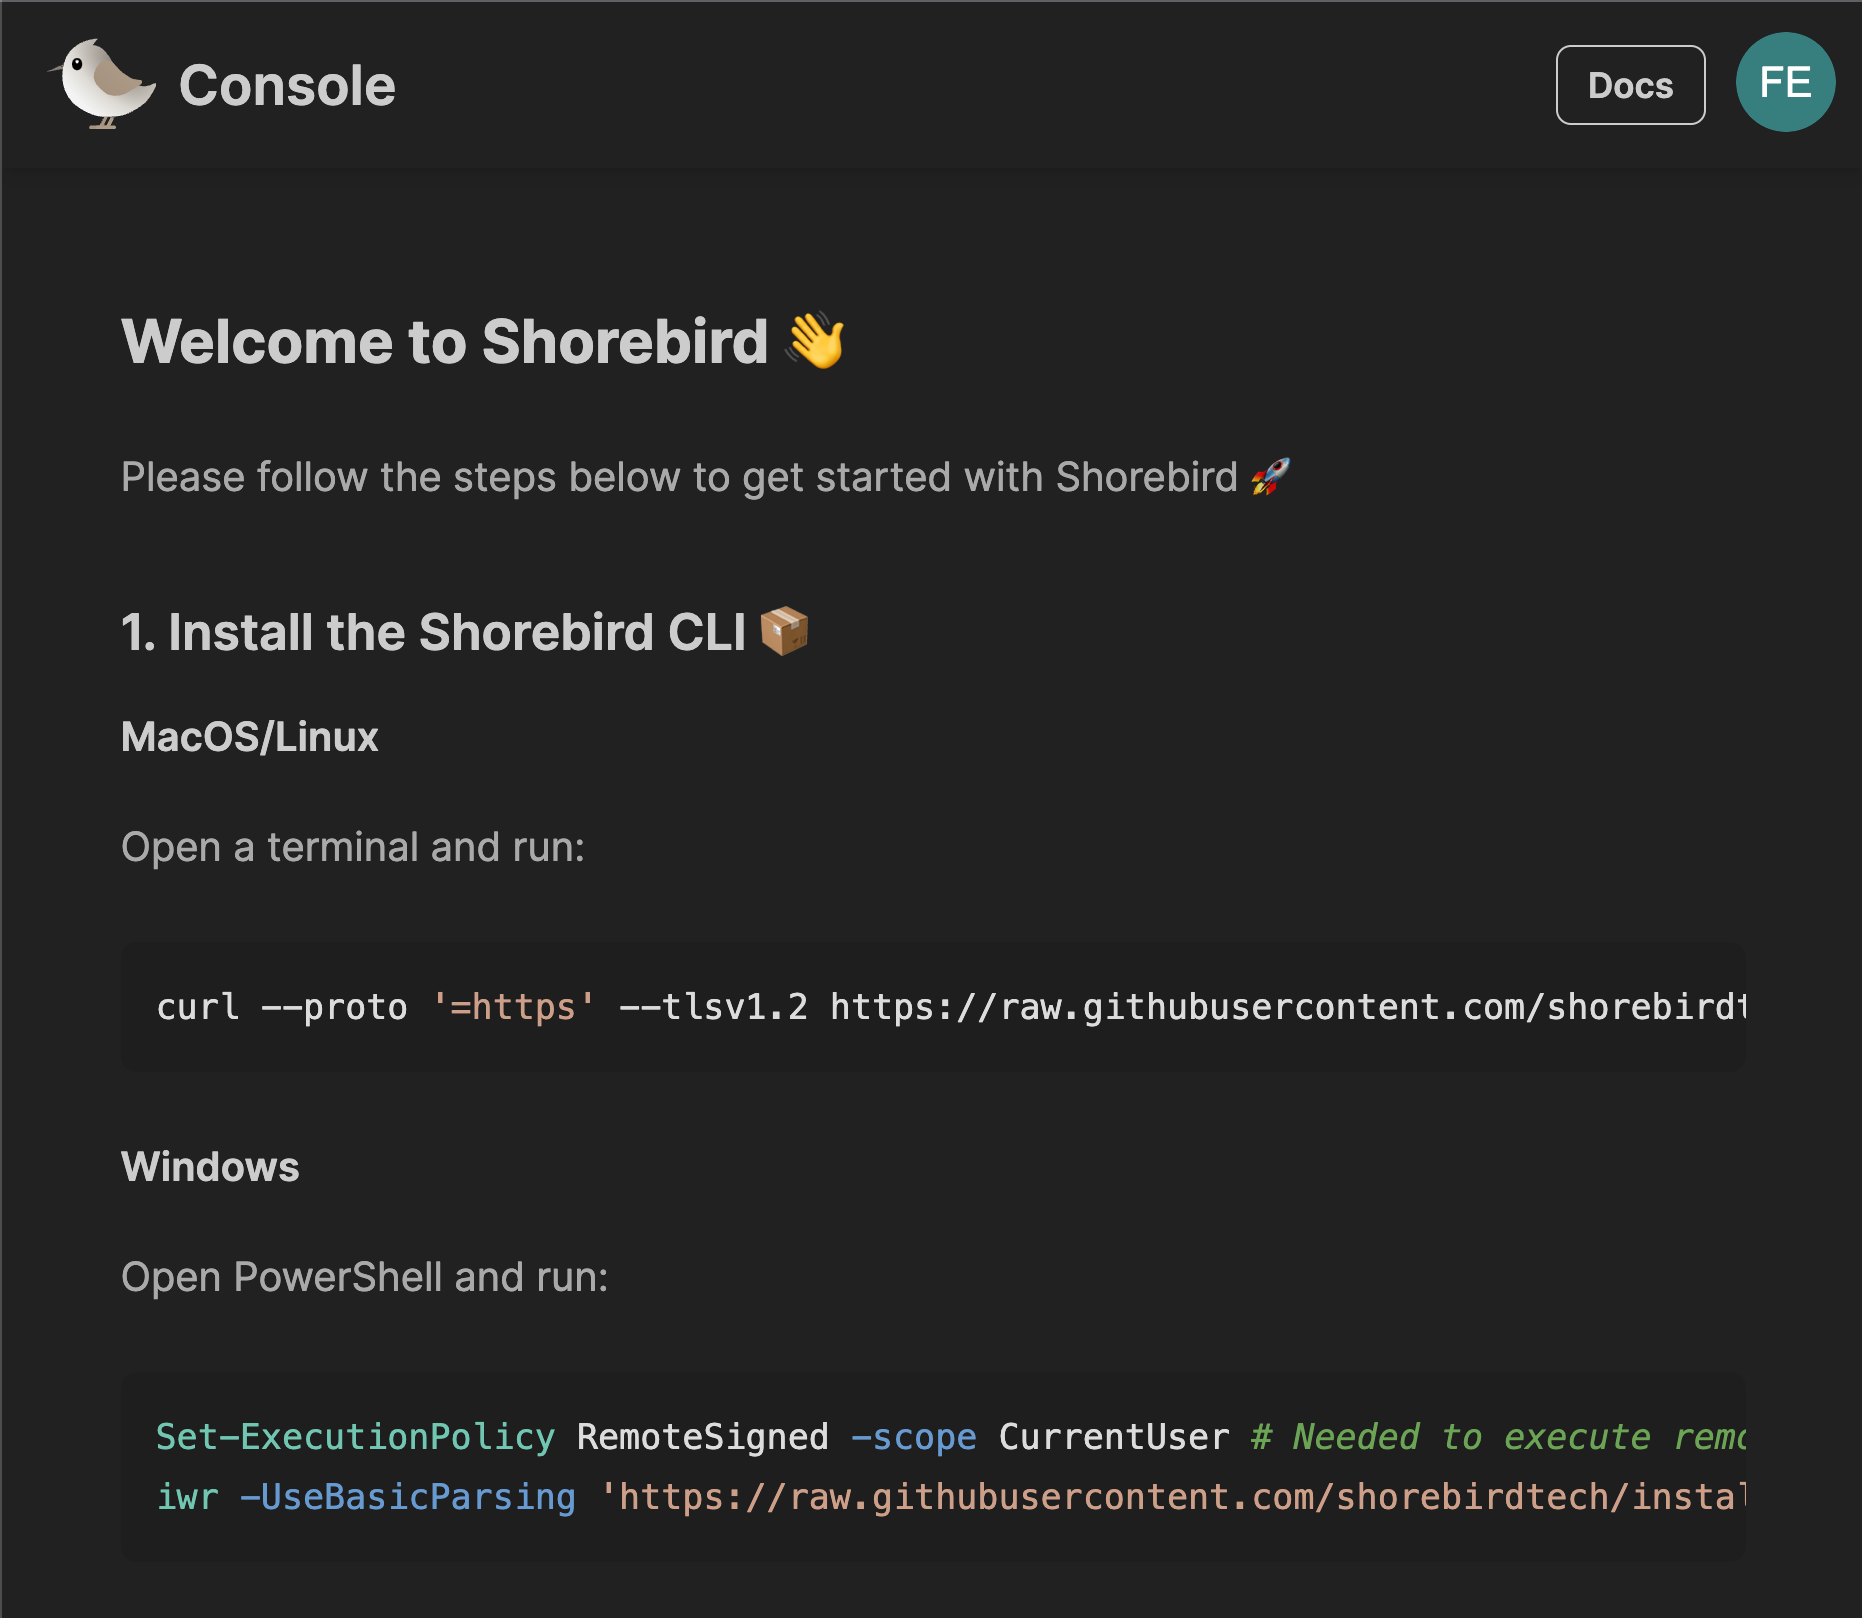 Console
Docs
FE
Welcome to Shorebird 👋
Please follow the steps below to get started with Shorebird 🚀
1. Install the Shorebird CLI 📦
MacOS/Linux
Open a terminal and run:
curl --proto '=https' --tlsv1.2 https://raw.githubusercontent.com/shorebirdt
Windows
Open PowerShell and run:
Set-ExecutionPolicy RemoteSigned -scope CurrentUser # Needed to execute remo
iwr -UseBasicParsing 'https://raw.githubusercontent.com/shorebirdtech/instal